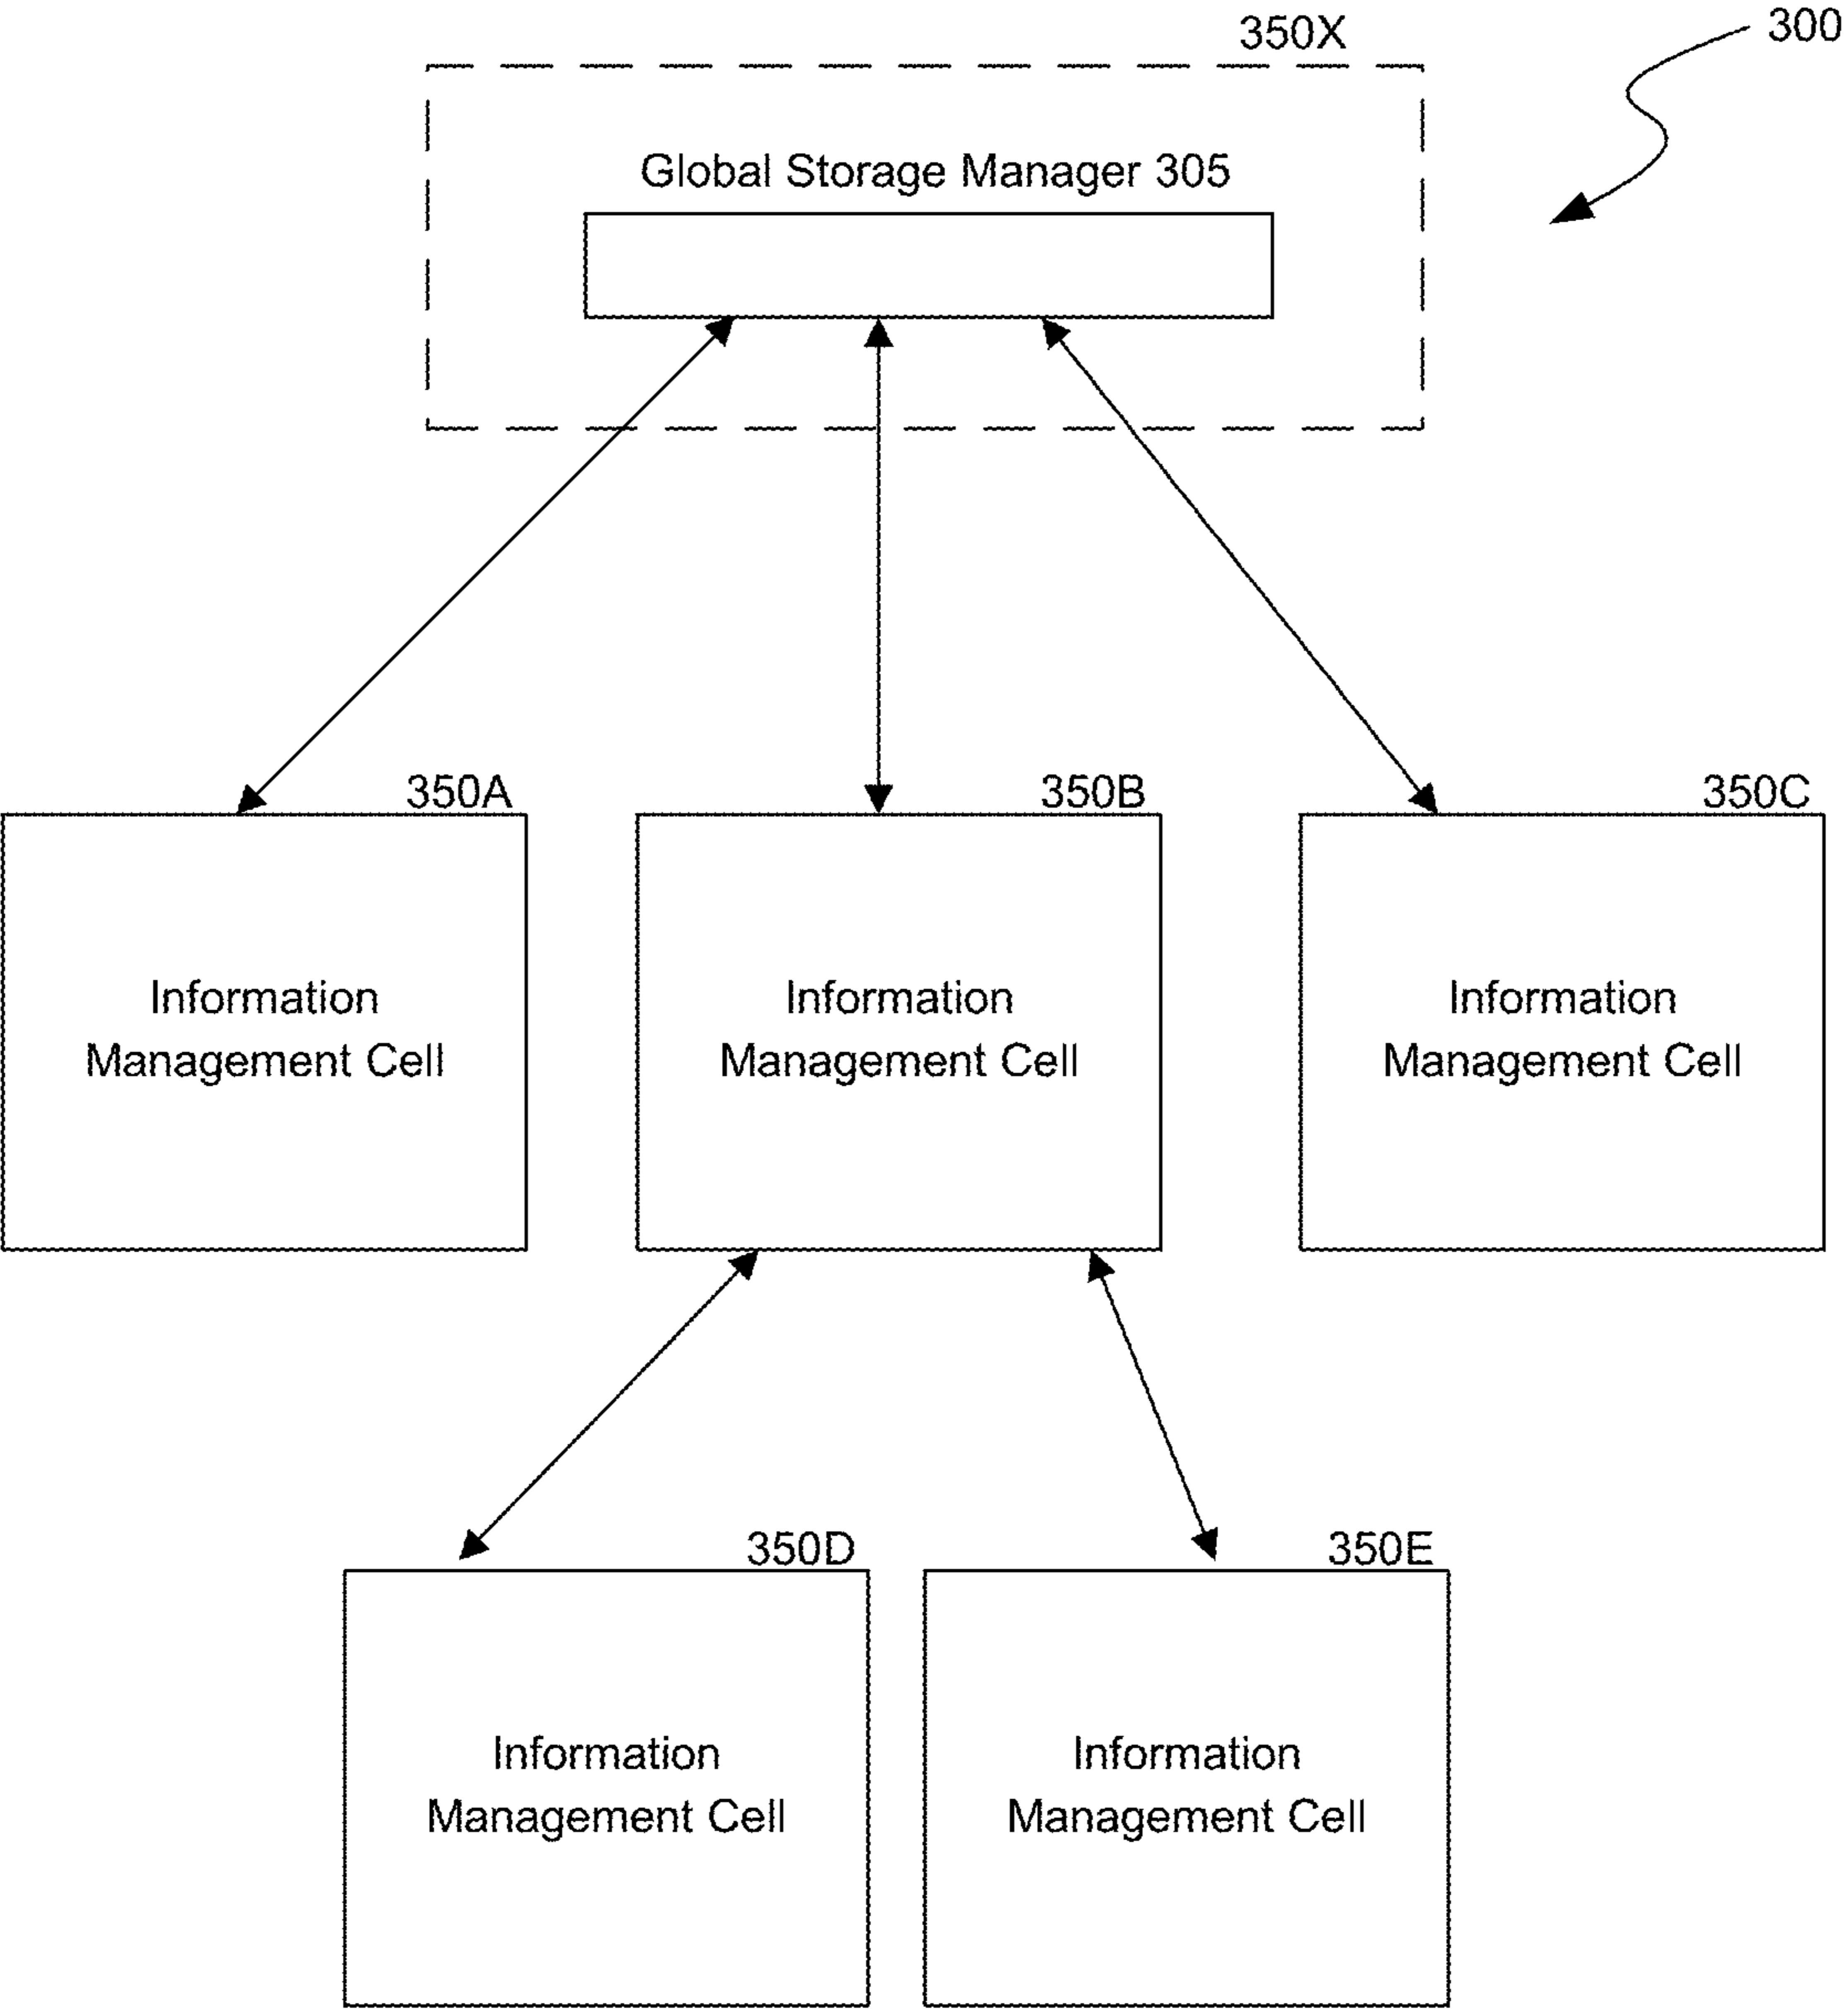 300
350X
Global Storage Manager 305
350A
350B
350C
Information
Management Cell
Information
Management Cell
Information
Management Cell
350D
350E
Information
Management Cell
Information
Management Cell